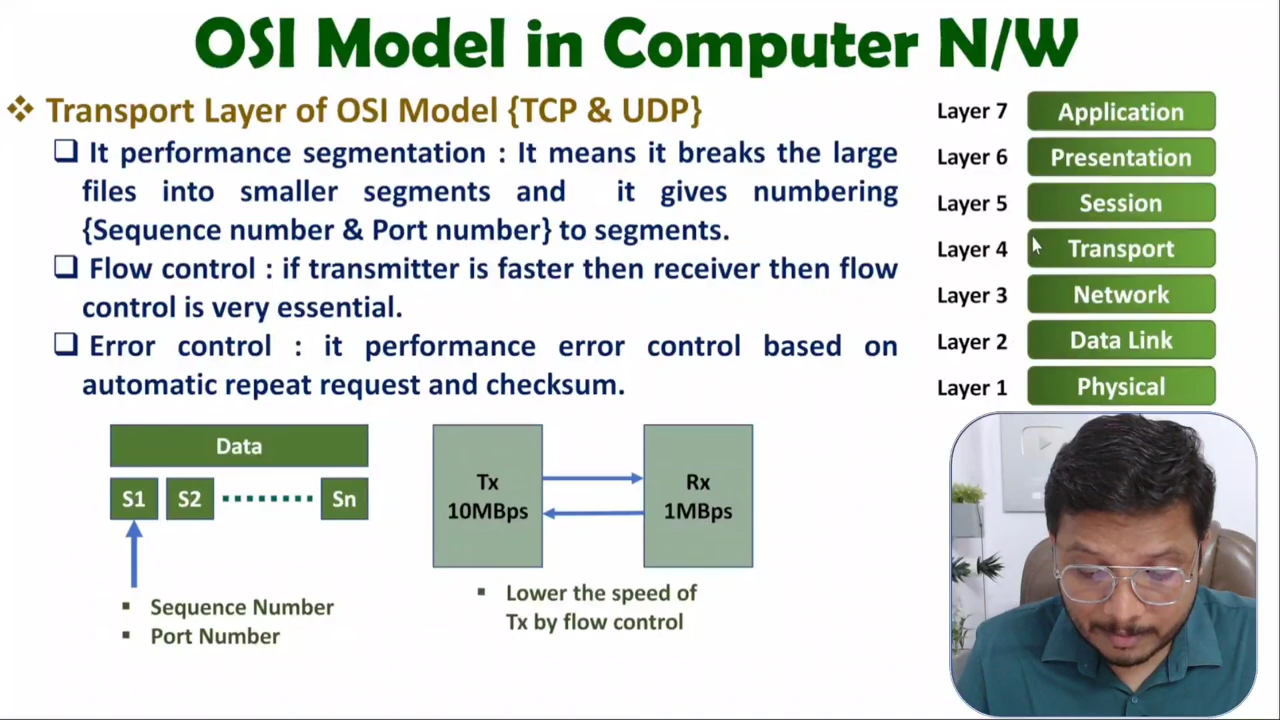 OSI Model in Computer N/W
Transport Layer of OSI Model {TCP & UDP}
It performance segmentation : It means it breaks the large
files into smaller segments and it gives numbering
{Sequence number & Port number} to segments.
Flow control : if transmitter is faster then receiver then flow
control is very essential.
Error control : it performance error control based on
automatic repeat request and checksum.
Data
S1 S2 Sn
Sequence Number
Port Number
Tx
10MBps
Rx
1MBps
Lower the speed of
Tx by flow control
Layer 7 Application
Layer 6 Presentation
Layer 5 Session
Layer 4 Transport
Layer 3 Network
Layer 2 Data Link
Layer 1 Physical